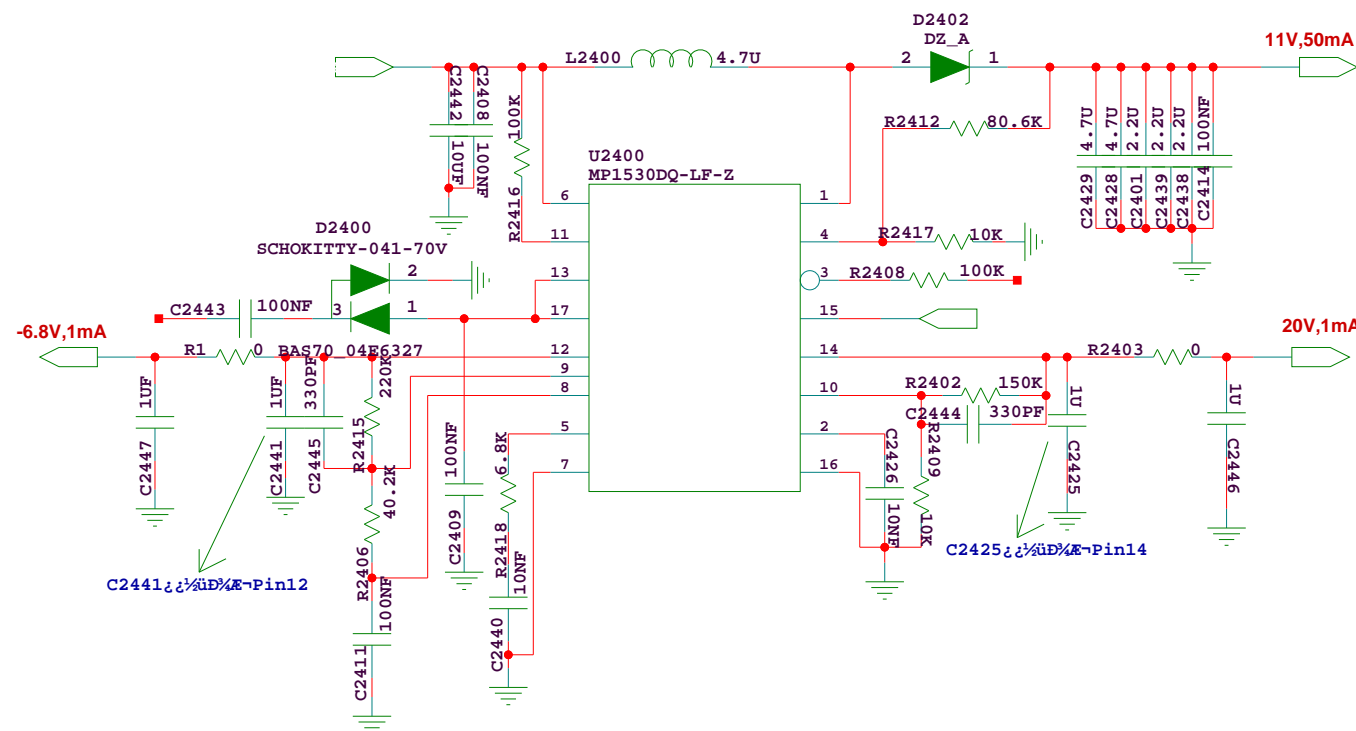 D2402
DZ_A
11V,50mA
L2400
4.7U
2
1
C2442
10UF
C2408
100NF
100K
R2416
R2412
80.6K
4.7U
C2429
4.7U
C2428
2.2U
C2401
2.2U
C2439
2.2U
C2438
100NF
C2414
U2400
MP1530DQ-LF-Z
6
11
13
17
12
9
8
5
7
1
4
3
15
14
10
2
16
R2417
10K
R2408
100K
D2400
SCHOKITTY-041-70V
2
3
1
BAS70_04E6327
C2443
100NF
-6.8V,1mA
R1
0
1UF
C2447
1UF
C2441
330PF
C2445
220K
R2415
40.2K
R2406
100NF
C2411
100NF
C2409
6.8K
R2418
10NF
C2440
C2426
10NF
R2409
10K
R2402
150K
C2444
330PF
1U
C2425
R2403
0
20V,1mA
1U
C2446
C2441¿¿½üÐ¾Æ¬Pin12
C2425¿¿½üÐ¾Æ¬Pin14